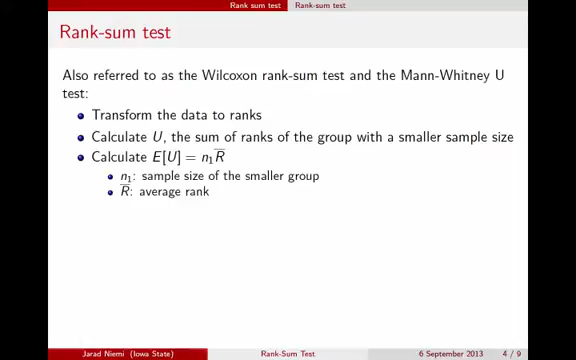 Rank sum test Rank-sum test
Rank-sum test
Also referred to as the Wilcoxon rank-sum test and the Mann-Whitney U
test:
Transform the data to ranks
Calculate U, the sum of ranks of the group with a smaller sample size
Calculate E[U] = n₁R̅
n₁: sample size of the smaller group
R̅: average rank
Jarad Niemi (Iowa State) Rank-Sum Test 6 September 2013 4 / 9